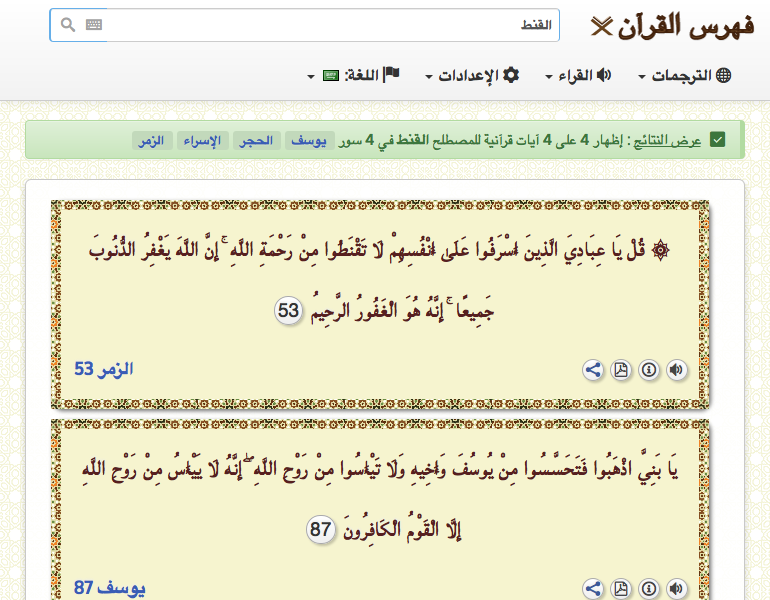 فهرس القرآن
القنط
الترجمات
القراء
الإعدادات
اللغة:
عرض النتائج : إظهار 4 على 4 آيات قرآنية للمصطلح القنط في 4 سور يوسف الحجر الإسراء الزمر
۞ قُلْ يَا عِبَادِيَ الَّذِينَ أَسْرَفُوا عَلَىٰ أَنْفُسِهِمْ لَا تَقْنَطُوا مِنْ رَحْمَةِ اللَّهِ ۚ إِنَّ اللَّهَ يَغْفِرُ الذُّنُوبَ
جَمِيعًا ۚ إِنَّهُ هُوَ الْغَفُورُ الرَّحِيمُ 53
الزمر 53
يَا بَنِيَّ اذْهَبُوا فَتَحَسَّسُوا مِنْ يُوسُفَ وَأَخِيهِ وَلَا تَيْأَسُوا مِنْ رَوْحِ اللَّهِ ۖ إِنَّهُ لَا يَيْأَسُ مِنْ رَوْحِ اللَّهِ
إِلَّا الْقَوْمُ الْكَافِرُونَ 87
يوسف 87